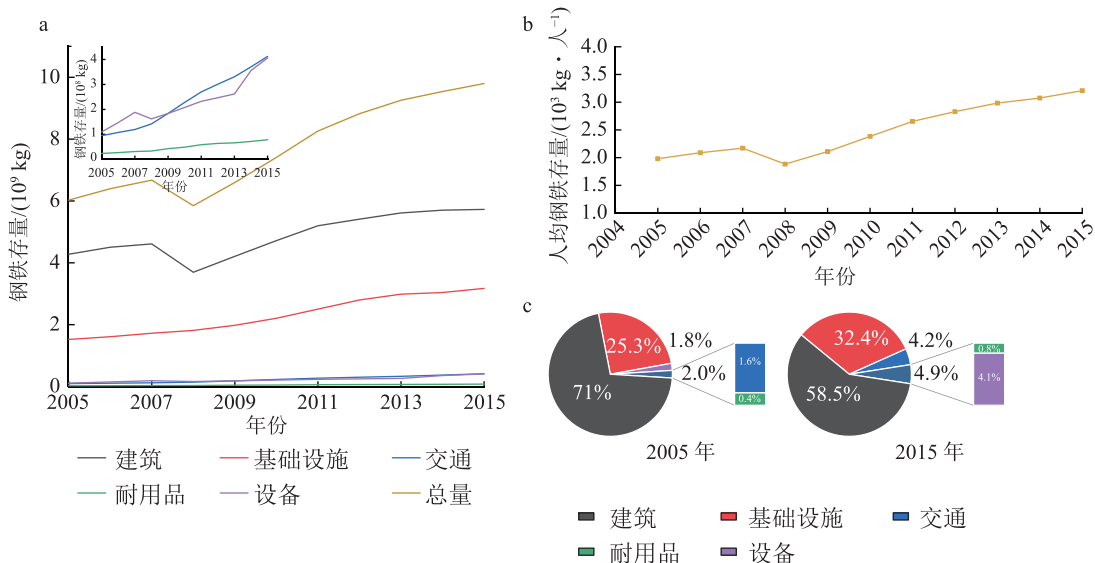 a
钢铁存量/(10⁹ kg)
10
8
6
4
2
0
2005 2007 2009 2011 2013 2015
年份
钢铁存量/(10⁸ kg)
4
3
2
1
0
2005 2007 2009 2011 2013 2015
年份
建筑 基础设施 交通
耐用品 设备 总量
b
人均钢铁存量/(10³ kg·人⁻¹)
4.0
3.5
3.0
2.5
2.0
1.5
1.0
2004 2005 2006 2007 2008 2009 2010 2011 2012 2013 2014 2015
年份
c
25.3%
1.8%
2.0%
71%
1.6%
0.4%
2005 年
32.4%
4.2%
4.9%
58.5%
0.8%
4.1%
2015 年
建筑 基础设施 交通
耐用品 设备